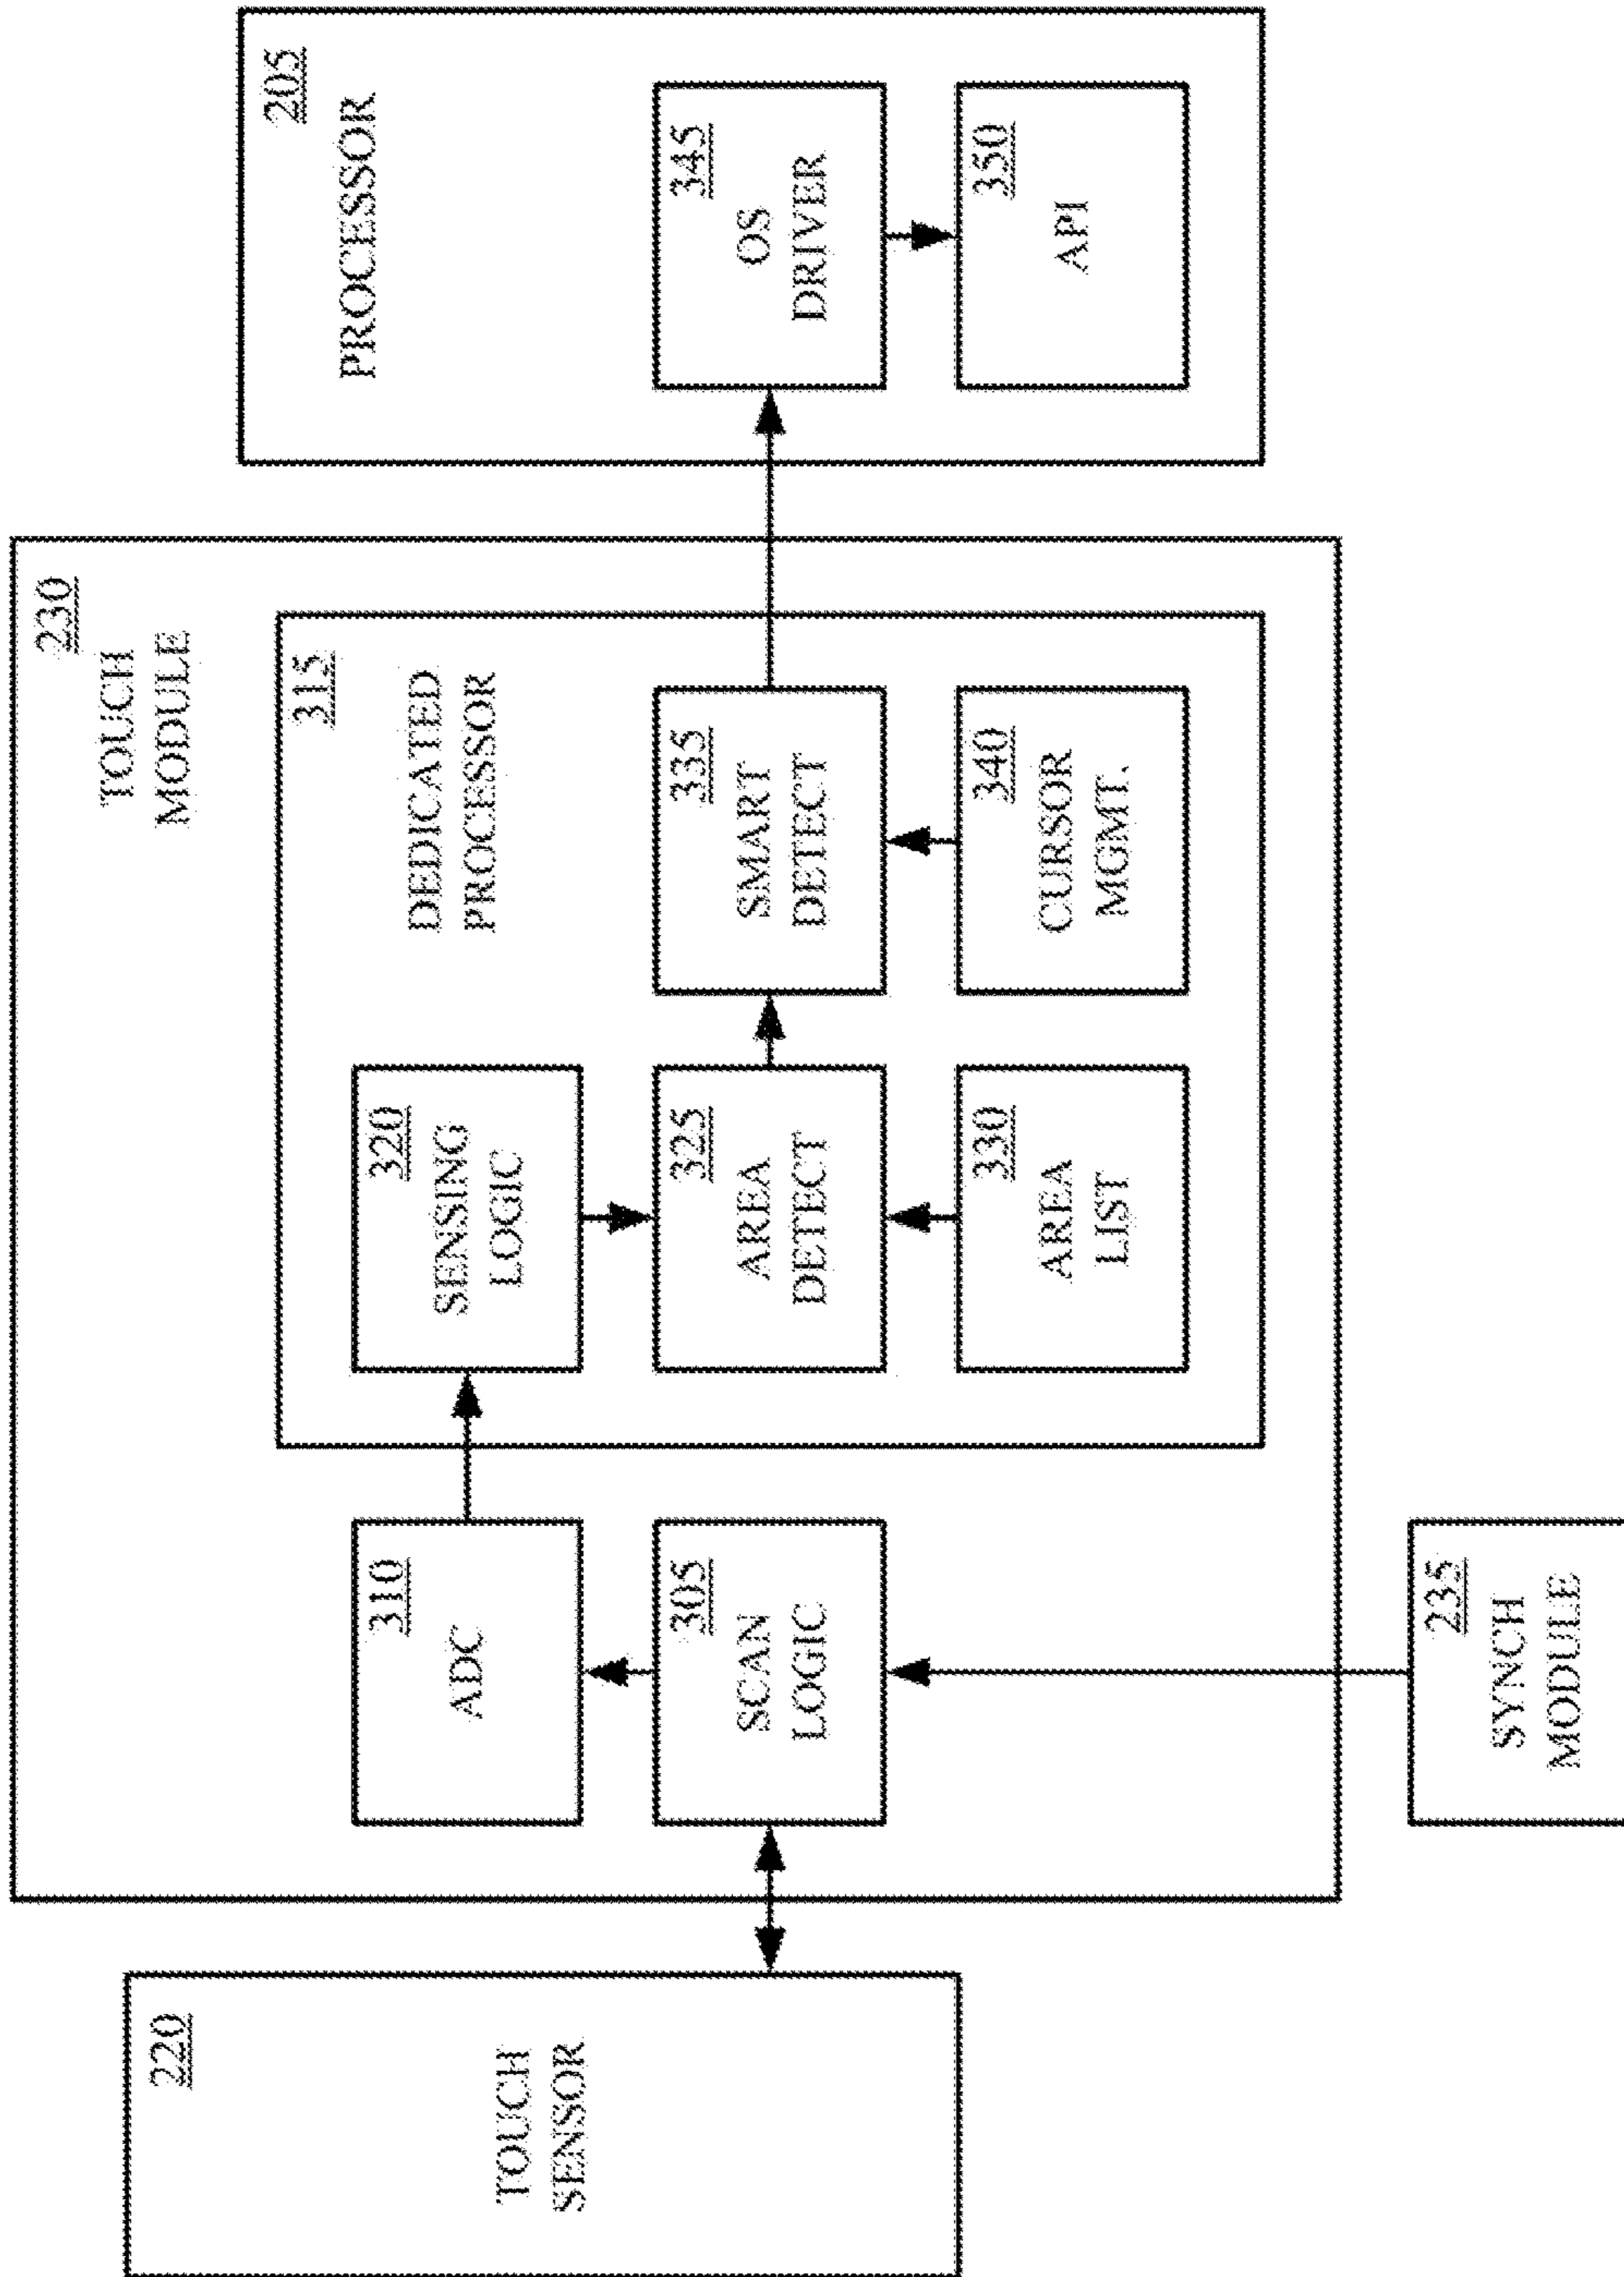 220
TOUCH
SENSOR
230
TOUCH
MODULE
310
ADC
305
SCAN
LOGIC
315
DEDICATED
PROCESSOR
320
SENSING
LOGIC
325
AREA
DETECT
330
AREA
LIST
335
SMART
DETECT
340
CURSOR
MGMT.
205
PROCESSOR
345
OS
DRIVER
350
API
235
SYNCH
MODULE